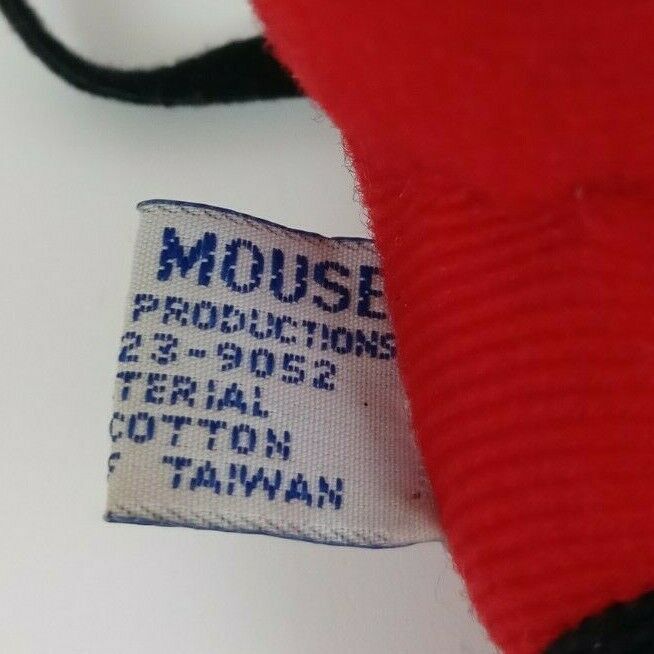 MOUSE
PRODUCTIONS
23-9052
TERIAL
COTTON
TAIWAN